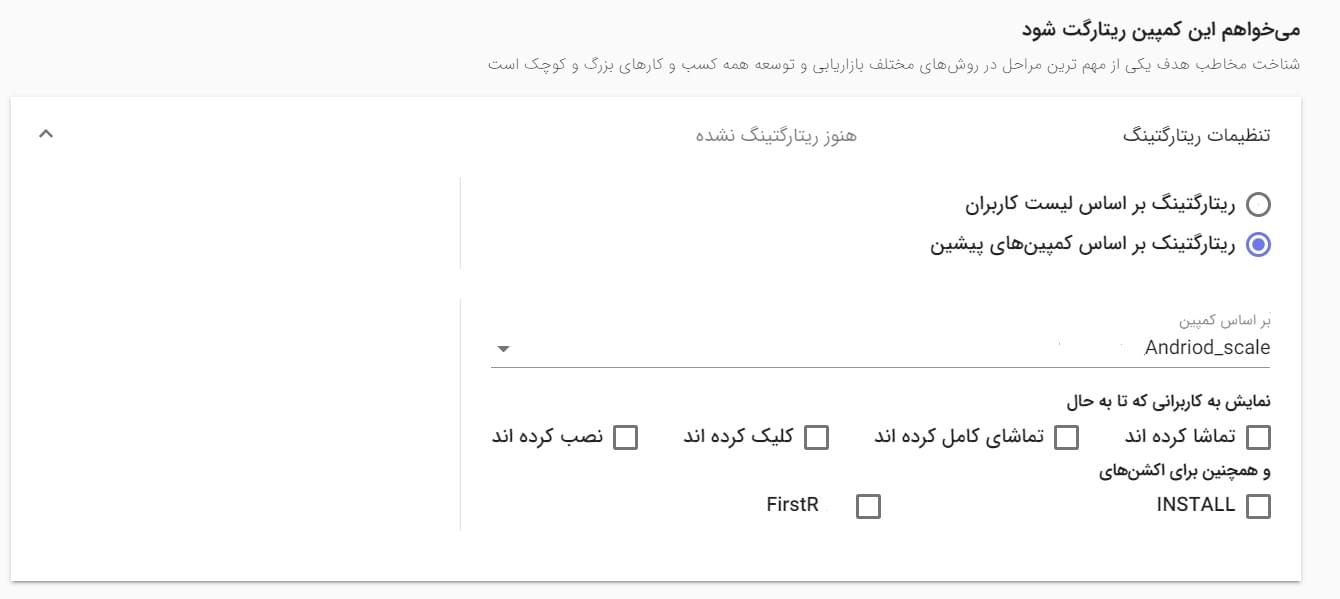 می‌خواهم این کمپین ریتارگت شود
شناخت مخاطب هدف یکی از مهم ترین مراحل در روش‌های مختلف بازاریابی و توسعه همه کسب و کارهای بزرگ و کوچک است
تنظیمات ریتارگتینگ هنوز ریتارگتینگ نشده
ریتارگتینگ بر اساس لیست کاربران
ریتارگتینک بر اساس کمپین‌های پیشین
بر اساس کمپین
Andriod_scale
نمایش به کاربرانی که تا به حال
تماشا کرده اند تماشای کامل کرده اند کلیک کرده اند نصب کرده اند
و همچنین برای اکشن‌های
INSTALL FirstR